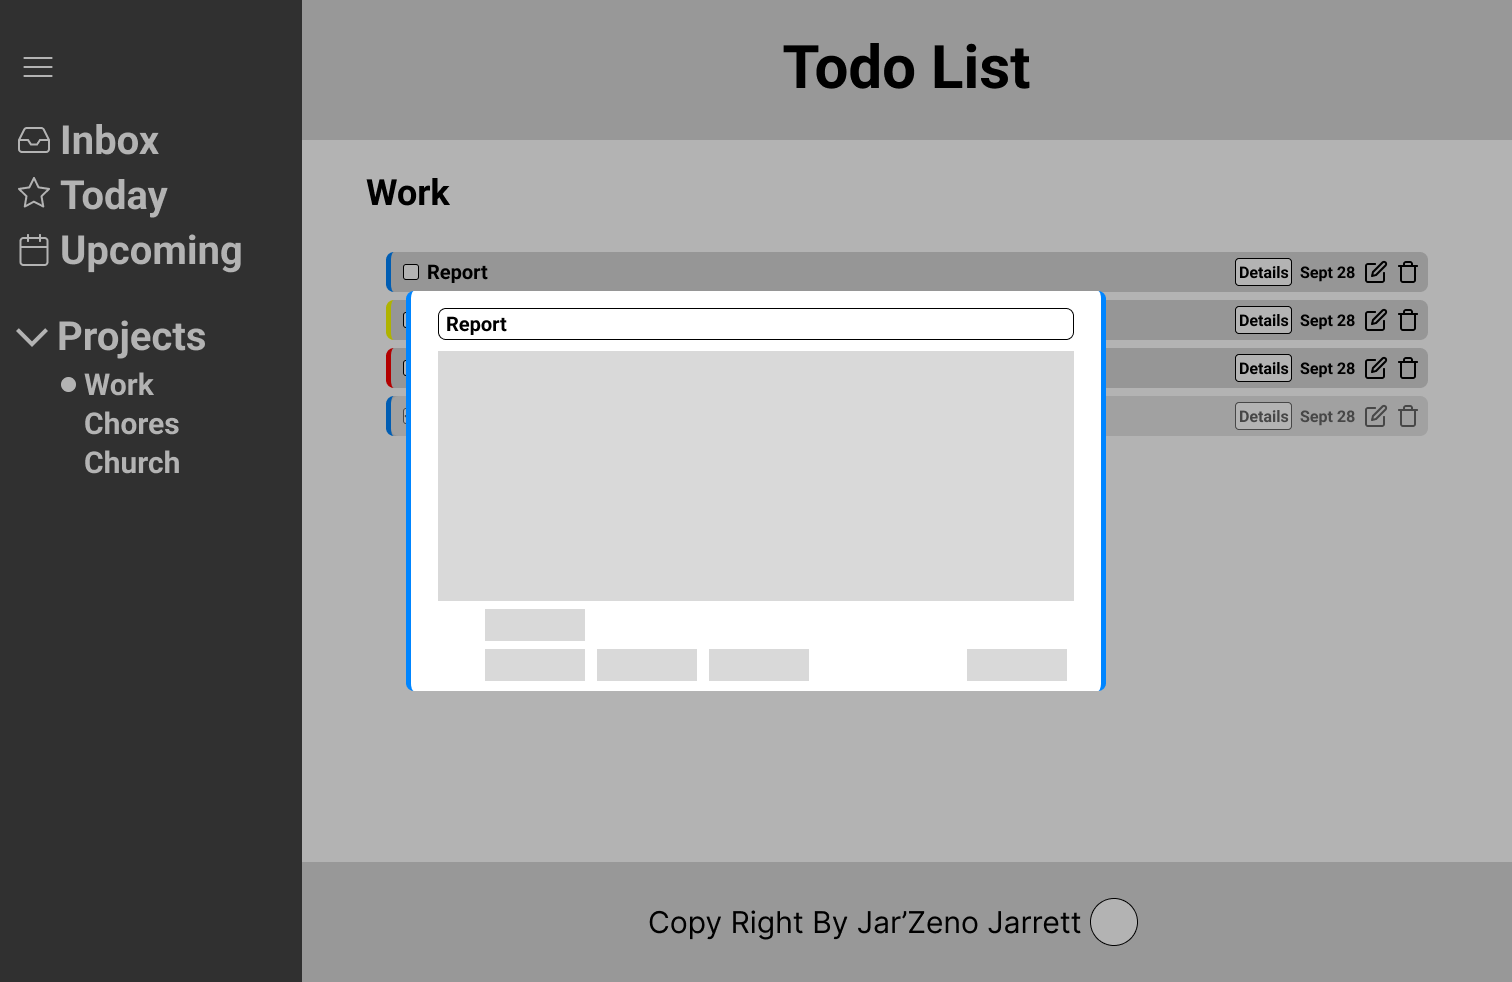 Todo List
Inbox
Today
Upcoming
Projects
Work
Chores
Church
Work
Report Details Sept 28
Details Sept 28
Details Sept 28
Details Sept 28
Report
Copy Right By Jar’Zeno Jarrett